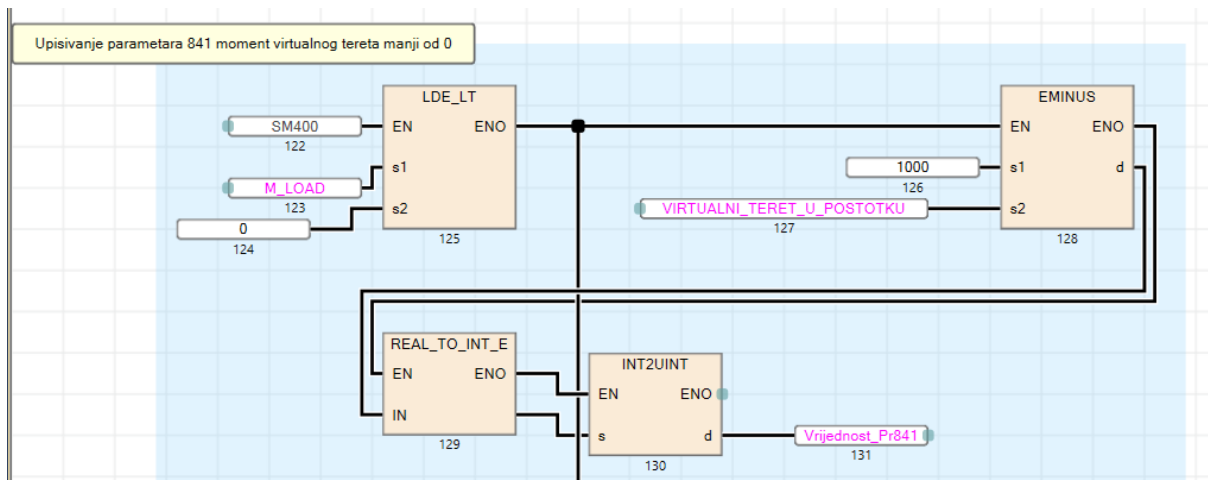 Upisivanje parametara 841 moment virtualnog tereta manji od 0
LDE_LT
EMINUS
SM400
EN
ENO
EN
ENO
122
s1
1000
s1
d
M_LOAD
126
123
s2
VIRTUALNI_TERET_U_POSTOTKU
s2
0
127
124
125
128
REAL_TO_INT_E
INT2UINT
EN
ENO
EN
ENO
IN
s
d
Vrijednost_Pr841
129
131
130